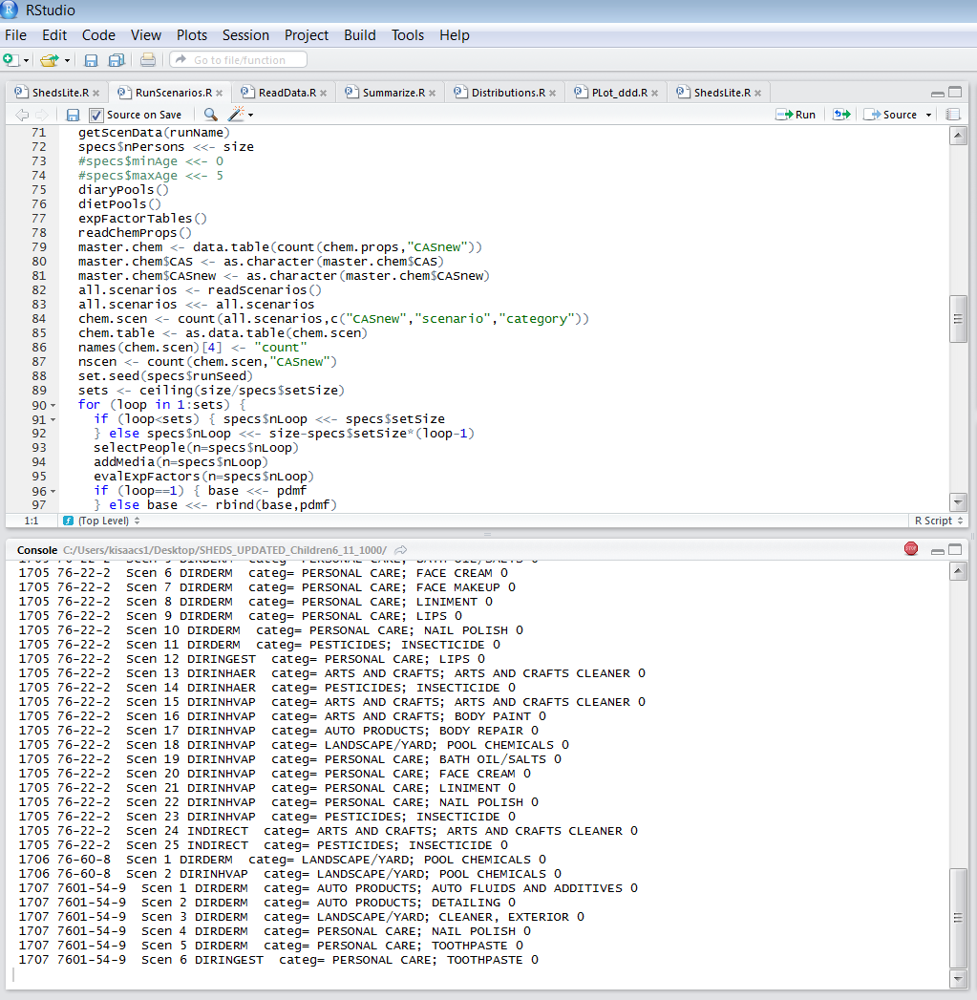 RStudio
File Edit Code View Plots Session Project Build Tools Help
Go to file/function
ShedsLite.R RunScenarios.R ReadData.R Summarize.R Distributions.R PLot_ddd.R ShedsLite.R
Source on Save Run Source
71 getScenData(runName)
72 specs$nPersons <<- size
73 #specs$minAge <<- 0
74 #specs$maxAge <<- 5
75 diaryPools()
76 dietPools()
77 expFactorTables()
78 readChemProps()
79 master.chem <- data.table(count(chem.props,"CASnew"))
80 master.chem$CAS <- as.character(master.chem$CAS)
81 master.chem$CASnew <- as.character(master.chem$CASnew)
82 all.scenarios <- readScenarios()
83 all.scenarios <<- all.scenarios
84 chem.scen <- count(all.scenarios,c("CASnew","scenario","category"))
85 chem.table <- as.data.table(chem.scen)
86 names(chem.scen)[4] <- "count"
87 nscen <- count(chem.scen,"CASnew")
88 set.seed(specs$runSeed)
89 sets <- ceiling(size/specs$setSize)
90 for (loop in 1:sets) {
91 if (loop<sets) { specs$nLoop <<- specs$setSize
92 } else specs$nLoop <<- size-specs$setSize*(loop-1)
93 selectPeople(n=specs$nLoop)
94 addMedia(n=specs$nLoop)
95 evalExpFactors(n=specs$nLoop)
96 if (loop==1) { base <<- pdmf
97 } else base <<- rbind(base,pdmf)
1:1 (Top Level) R Script
Console C:/Users/kisaacs1/Desktop/SHEDS_UPDATED_Children6_11_1000/
1705 76-22-2 Scen 6 DIRDERM categ= PERSONAL CARE; FACE CREAM 0
1705 76-22-2 Scen 7 DIRDERM categ= PERSONAL CARE; FACE MAKEUP 0
1705 76-22-2 Scen 8 DIRDERM categ= PERSONAL CARE; LINIMENT 0
1705 76-22-2 Scen 9 DIRDERM categ= PERSONAL CARE; LIPS 0
1705 76-22-2 Scen 10 DIRDERM categ= PERSONAL CARE; NAIL POLISH 0
1705 76-22-2 Scen 11 DIRDERM categ= PESTICIDES; INSECTICIDE 0
1705 76-22-2 Scen 12 DIRINGEST categ= PERSONAL CARE; LIPS 0
1705 76-22-2 Scen 13 DIRINHAER categ= ARTS AND CRAFTS; ARTS AND CRAFTS CLEANER 0
1705 76-22-2 Scen 14 DIRINHAER categ= PESTICIDES; INSECTICIDE 0
1705 76-22-2 Scen 15 DIRINHVAP categ= ARTS AND CRAFTS; ARTS AND CRAFTS CLEANER 0
1705 76-22-2 Scen 16 DIRINHVAP categ= ARTS AND CRAFTS; BODY PAINT 0
1705 76-22-2 Scen 17 DIRINHVAP categ= AUTO PRODUCTS; BODY REPAIR 0
1705 76-22-2 Scen 18 DIRINHVAP categ= LANDSCAPE/YARD; POOL CHEMICALS 0
1705 76-22-2 Scen 19 DIRINHVAP categ= PERSONAL CARE; BATH OIL/SALTS 0
1705 76-22-2 Scen 20 DIRINHVAP categ= PERSONAL CARE; FACE CREAM 0
1705 76-22-2 Scen 21 DIRINHVAP categ= PERSONAL CARE; LINIMENT 0
1705 76-22-2 Scen 22 DIRINHVAP categ= PERSONAL CARE; NAIL POLISH 0
1705 76-22-2 Scen 23 DIRINHVAP categ= PESTICIDES; INSECTICIDE 0
1705 76-22-2 Scen 24 INDIRECT categ= ARTS AND CRAFTS; ARTS AND CRAFTS CLEANER 0
1705 76-22-2 Scen 25 INDIRECT categ= PESTICIDES; INSECTICIDE 0
1706 76-60-8 Scen 1 DIRDERM categ= LANDSCAPE/YARD; POOL CHEMICALS 0
1706 76-60-8 Scen 2 DIRINHVAP categ= LANDSCAPE/YARD; POOL CHEMICALS 0
1707 7601-54-9 Scen 1 DIRDERM categ= AUTO PRODUCTS; AUTO FLUIDS AND ADDITIVES 0
1707 7601-54-9 Scen 2 DIRDERM categ= AUTO PRODUCTS; DETAILING 0
1707 7601-54-9 Scen 3 DIRDERM categ= LANDSCAPE/YARD; CLEANER, EXTERIOR 0
1707 7601-54-9 Scen 4 DIRDERM categ= PERSONAL CARE; NAIL POLISH 0
1707 7601-54-9 Scen 5 DIRDERM categ= PERSONAL CARE; TOOTHPASTE 0
1707 7601-54-9 Scen 6 DIRINGEST categ= PERSONAL CARE; TOOTHPASTE 0